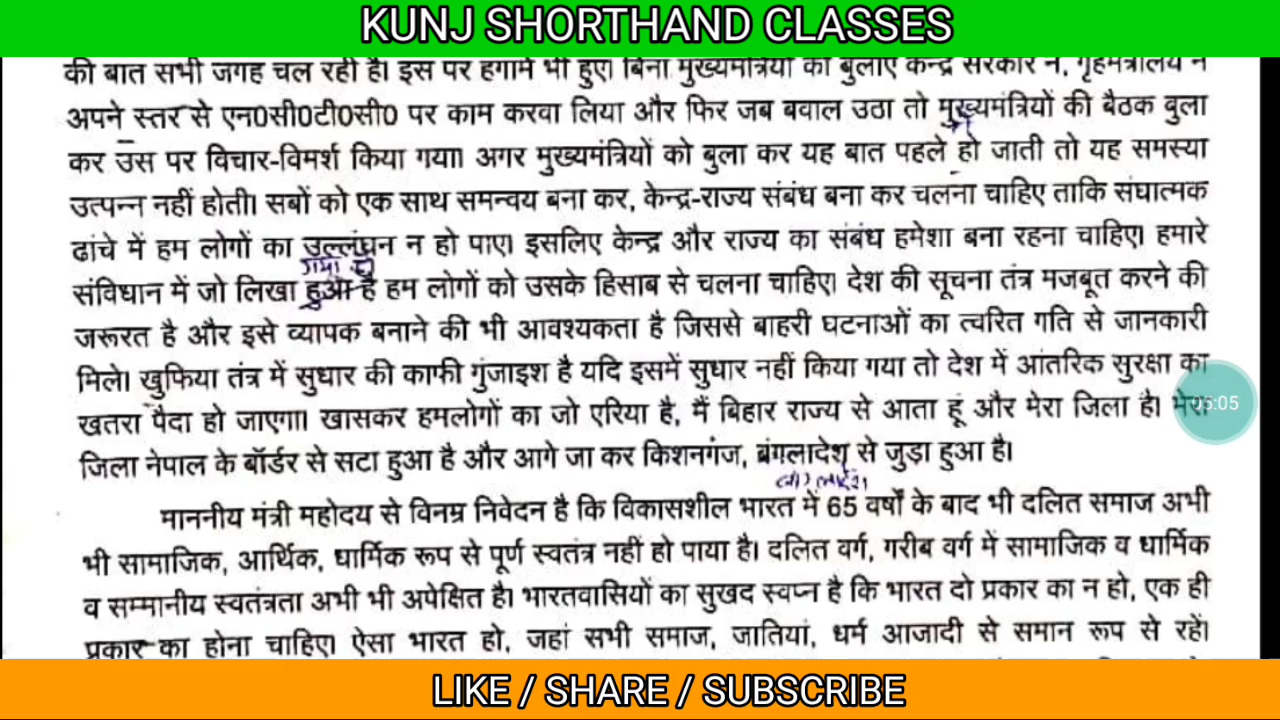 KUNJ SHORTHAND CLASSES
की बात सभी जगह चल रही है। इस पर हंगामे भी हुए। बिना मुख्यमंत्रियों को बुलाए केन्द्र सरकार ने, गृहमंत्रालय ने
अपने स्तर से एन0सी0टी0सी0 पर काम करवा लिया और फिर जब बवाल उठा तो मुख्यमंत्रियों की बैठक बुला
कर उस पर विचार-विमर्श किया गया। अगर मुख्यमंत्रियों को बुला कर यह बात पहले हो जाती तो यह समस्या
उत्पन्न नहीं होती। सबों को एक साथ समन्वय बना कर, केन्द्र-राज्य संबंध बना कर चलना चाहिए ताकि संघात्मक
ढांचे में हम लोगों का उल्लंघन न हो पाए। इसलिए केन्द्र और राज्य का संबंध हमेशा बना रहना चाहिए। हमारे
गया है
संविधान में जो लिखा हुआ है हम लोगों को उसके हिसाब से चलना चाहिए। देश की सूचना तंत्र मजबूत करने की
जरूरत है और इसे व्यापक बनाने की भी आवश्यकता है जिससे बाहरी घटनाओं का त्वरित गति से जानकारी
मिले। खुफिया तंत्र में सुधार की काफी गुंजाइश है यदि इसमें सुधार नहीं किया गया तो देश में आंतरिक सुरक्षा का
खतरा पैदा हो जाएगा। खासकर हमलोगों का जो एरिया है, मैं बिहार राज्य से आता हूं और मेरा जिला है। मेरा
05:05
जिला नेपाल के बॉर्डर से सटा हुआ है और आगे जा कर किशनगंज, बंगलादेश से जुड़ा हुआ है।
माननीय मंत्री महोदय से विनम्र निवेदन है कि विकासशील भारत में 65 वर्षों के बाद भी दलित समाज अभी
भी सामाजिक, आर्थिक, धार्मिक रूप से पूर्ण स्वतंत्र नहीं हो पाया है। दलित वर्ग, गरीब वर्ग में सामाजिक व धार्मिक
व सम्मानीय स्वतंत्रता अभी भी अपेक्षित है। भारतवासियों का सुखद स्वप्न है कि भारत दो प्रकार का न हो, एक ही
प्रकार का होना चाहिए। ऐसा भारत हो, जहां सभी समाज, जातियां, धर्म आजादी से समान रूप से रहें।
LIKE / SHARE / SUBSCRIBE